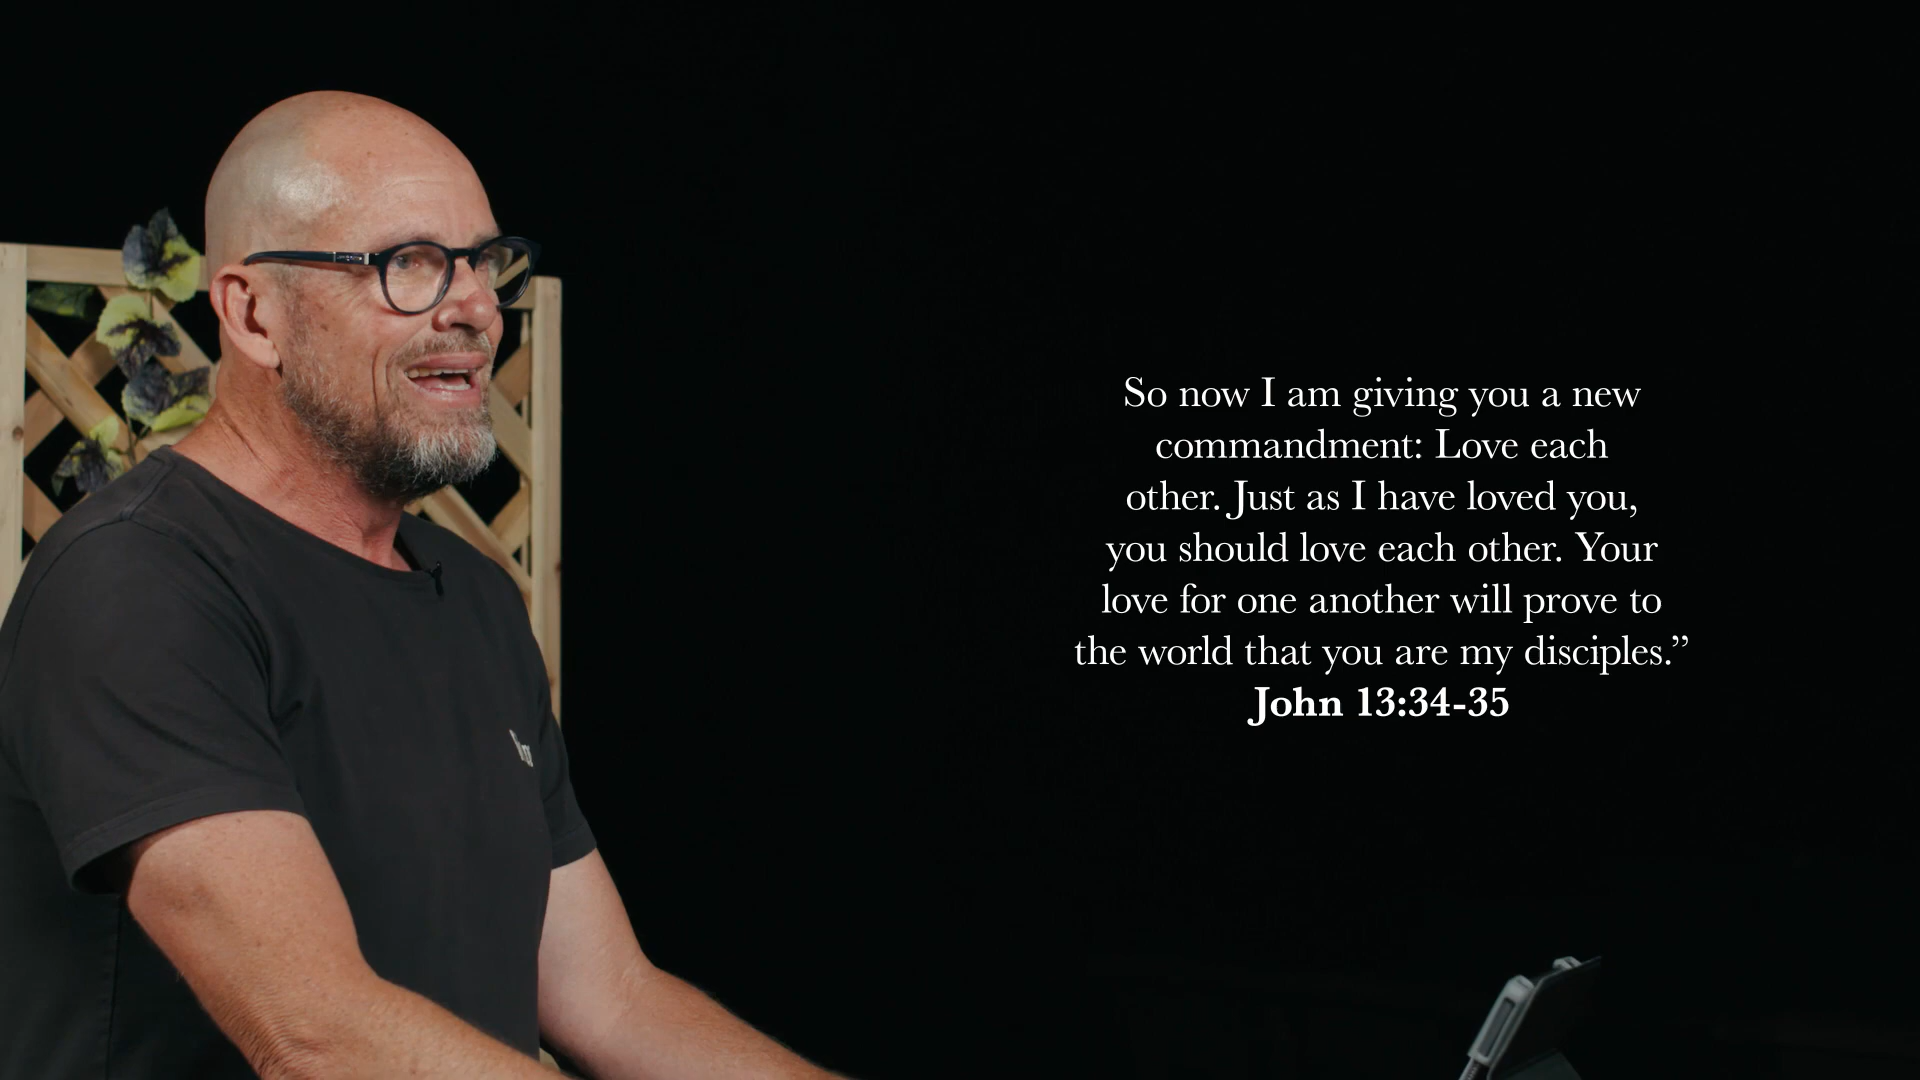 So now I am giving you a new
commandment: Love each
other. Just as I have loved you,
you should love each other. Your
love for one another will prove to
the world that you are my disciples.”
John 13:34-35